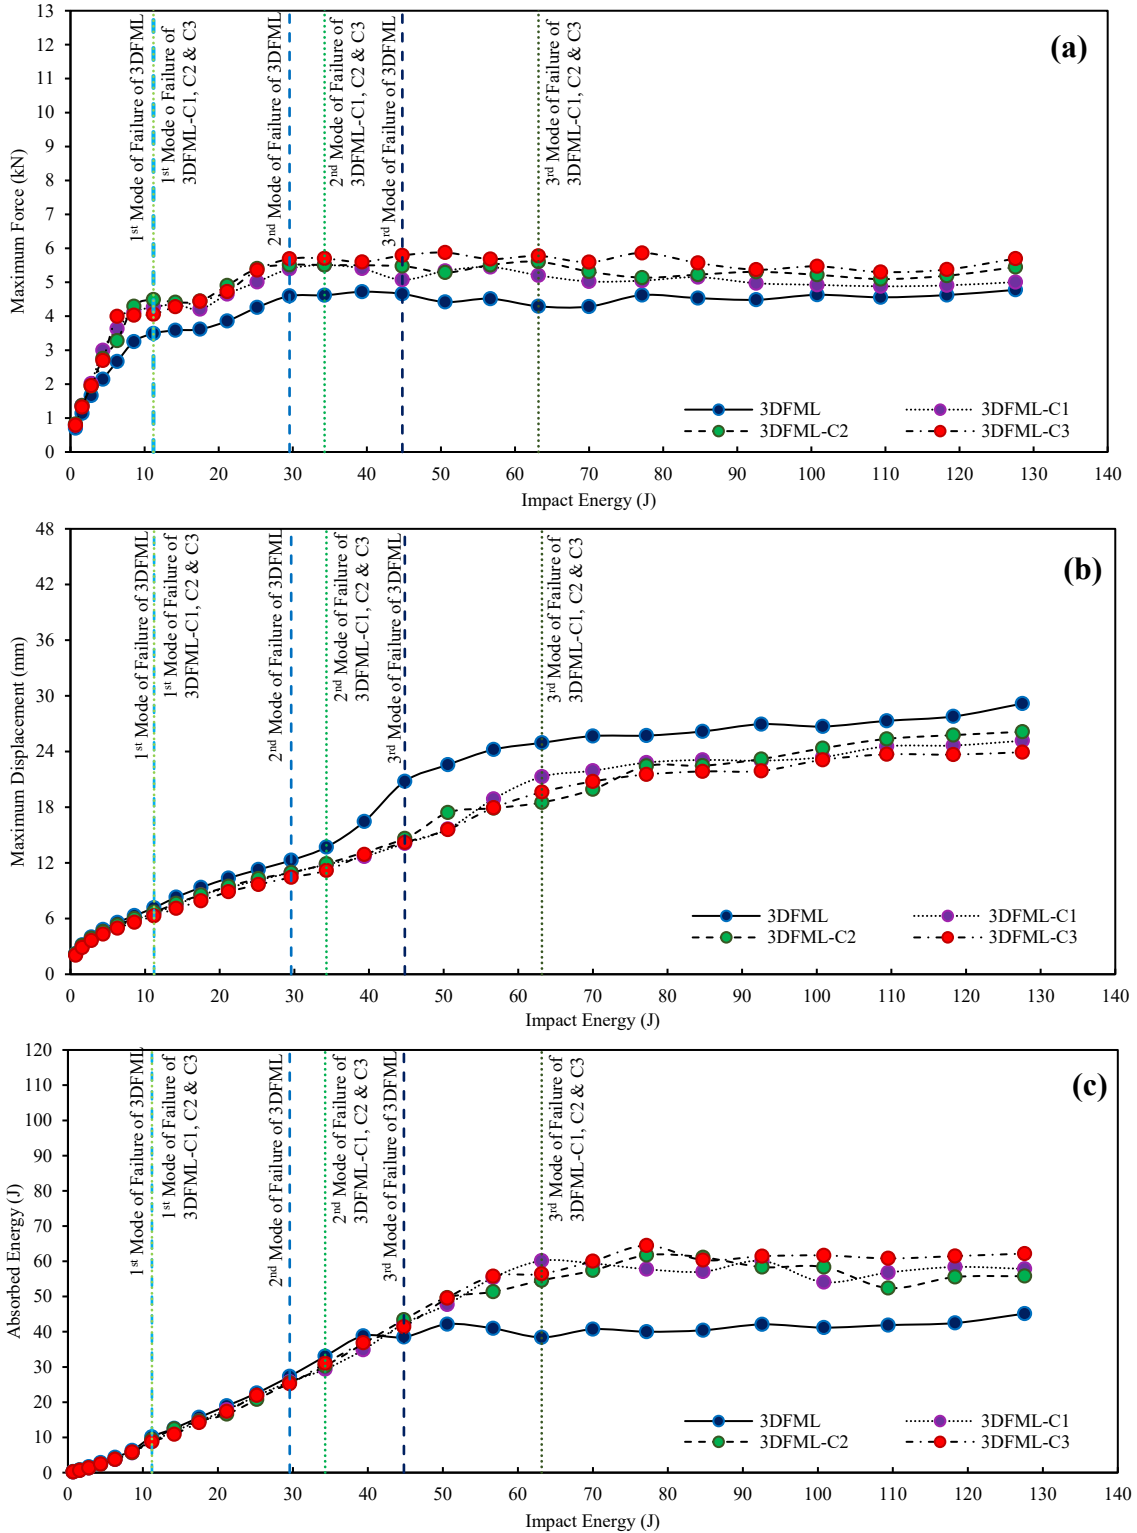 (a)
Maximum Force (kN)
13
12
11
10
9
8
7
6
5
4
3
2
1
0
1st Mode of Failure of 3DFML
1st Mode o Failure of
3DFML-C1, C2 & C3
2nd Mode of Failure of 3DFML
2nd Mode of Failure of
3DFML-C1, C2 & C3
3rd Mode of Failure of 3DFML
3rd Mode of Failure of
3DFML-C1, C2 & C3
3DFML
3DFML-C1
3DFML-C2
3DFML-C3
0 10 20 30 40 50 60 70 80 90 100 110 120 130 140
Impact Energy (J)
(b)
Maximum Displacement (mm)
48
42
36
30
24
18
12
6
0
1st Mode of Failure of 3DFML
1st Mode of Failure of
3DFML-C1, C2 & C3
2nd Mode of Failure of 3DFML
2nd Mode of Failure of
3DFML-C1, C2 & C3
3rd Mode of Failure of 3DFML
3rd Mode of Failure of
3DFML-C1, C2 & C3
3DFML
3DFML-C1
3DFML-C2
3DFML-C3
0 10 20 30 40 50 60 70 80 90 100 110 120 130 140
Impact Energy (J)
(c)
Absorbed Energy (J)
120
110
100
90
80
70
60
50
40
30
20
10
0
1st Mode of Failure of 3DFML
1st Mode of Failure of
3DFML-C1, C2 & C3
2nd Mode of Failure of 3DFML
2nd Mode of Failure of
3DFML-C1, C2 & C3
3rd Mode of Failure of 3DFML
3rd Mode of Failure of
3DFML-C1, C2 & C3
3DFML
3DFML-C1
3DFML-C2
3DFML-C3
0 10 20 30 40 50 60 70 80 90 100 110 120 130 140
Impact Energy (J)